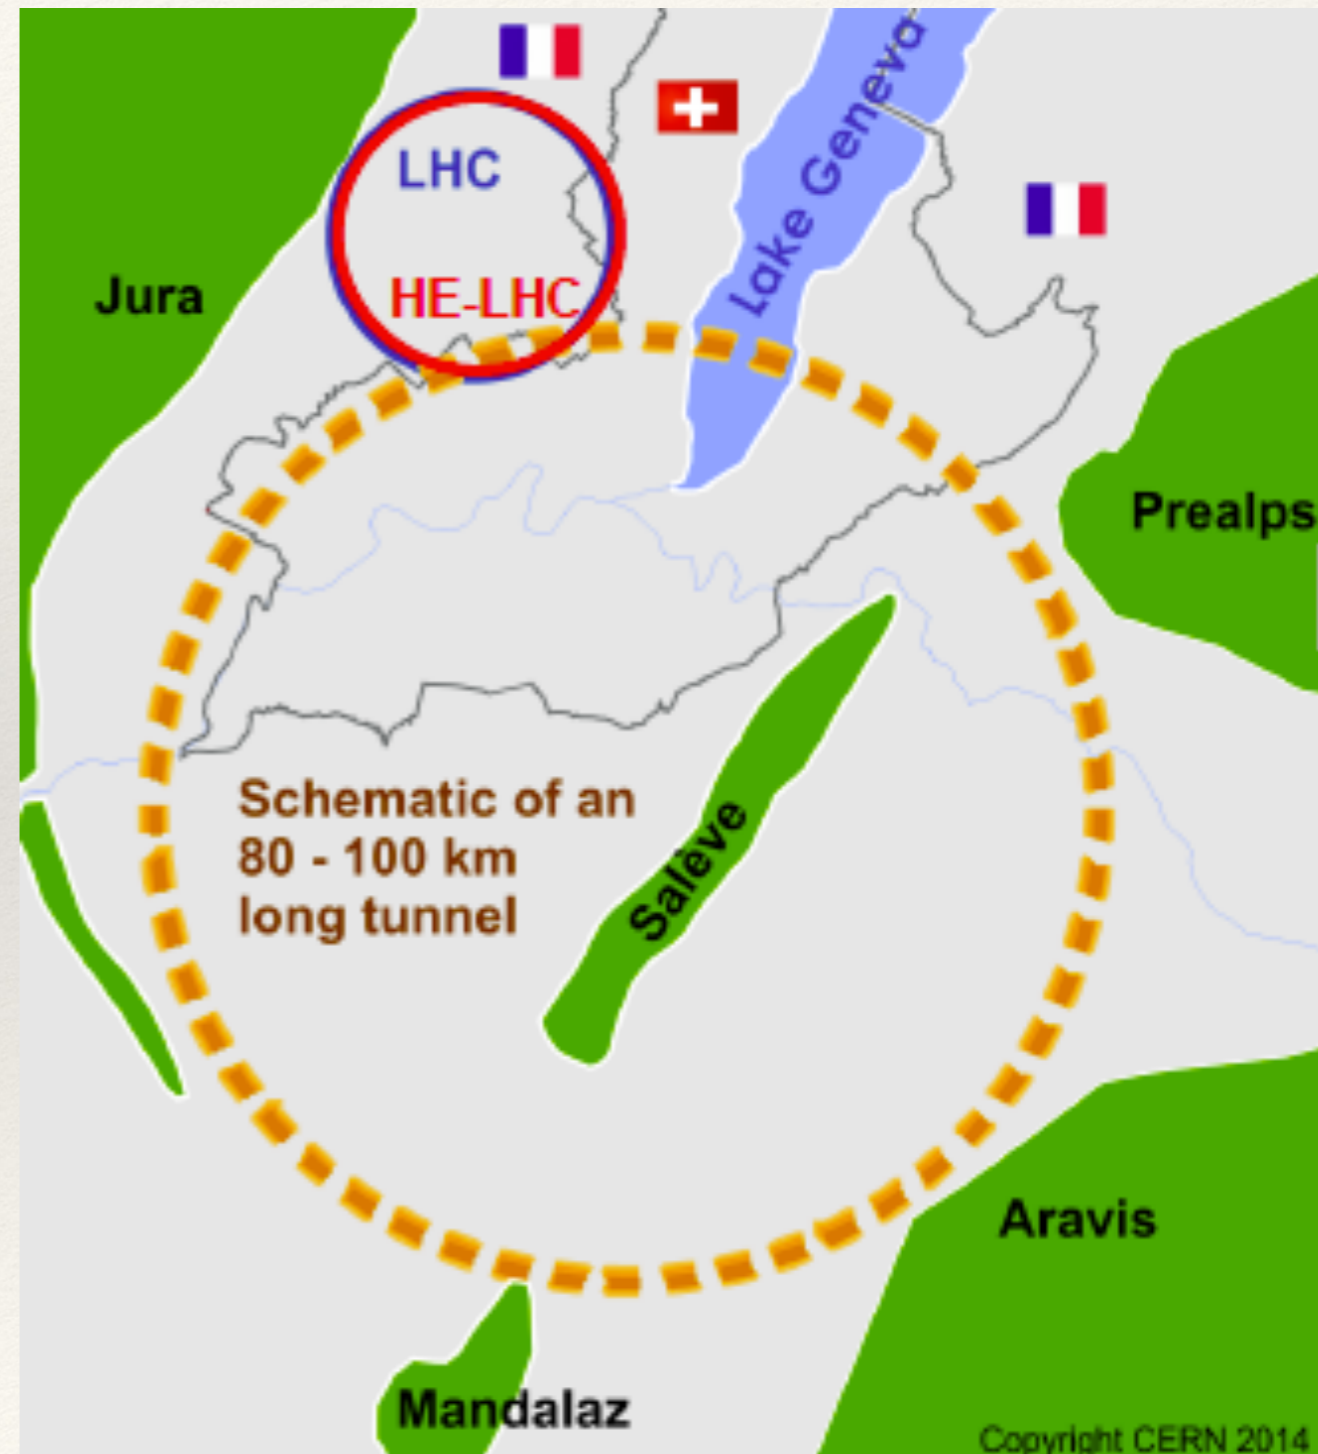 LHC
Lake Geneva
Jura
HE-LHC
Prealps
Schematic of an
80 - 100 km
long tunnel
Salève
Aravis
Mandalaz
Copyright CERN 2014